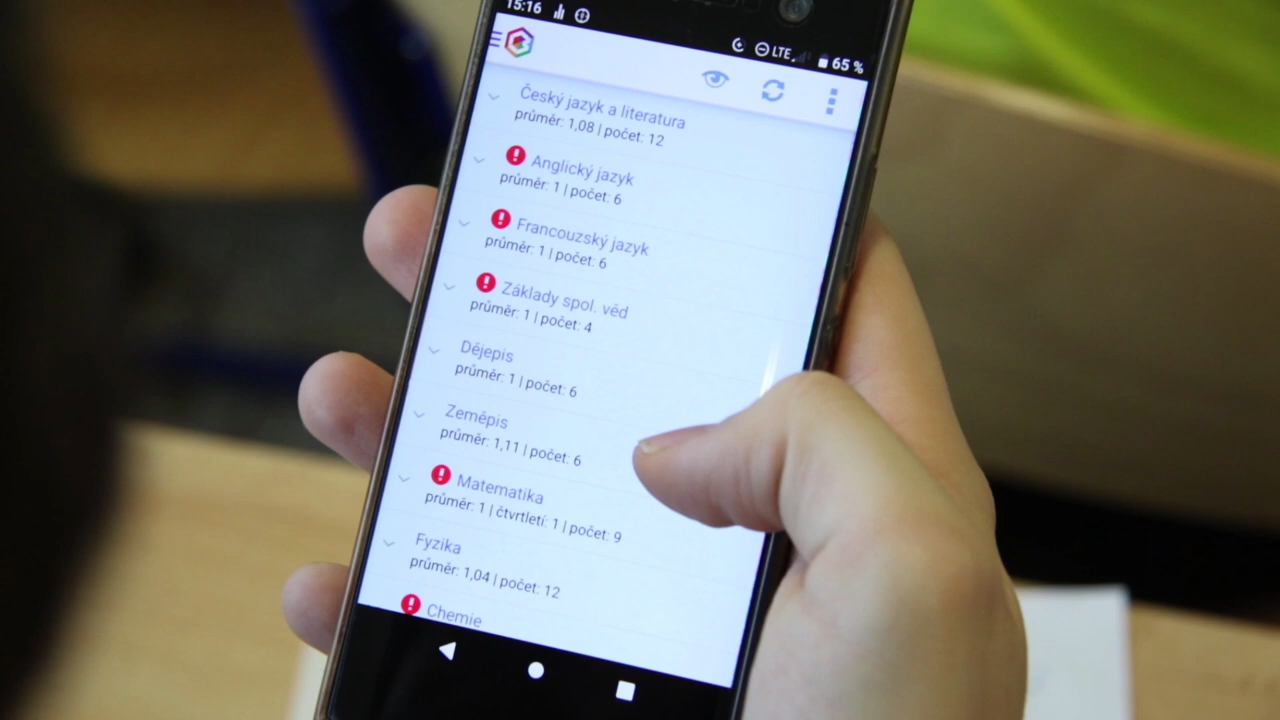 15:16 LTE 65 %
Český jazyk a literatura
průměr: 1,08 | počet: 12
Anglický jazyk
průměr: 1 | počet: 6
Francouzský jazyk
průměr: 1 | počet: 6
Základy spol. věd
průměr: 1 | počet: 4
Dějepis
průměr: 1 | počet: 6
Zeměpis
průměr: 1,11 | počet: 6
Matematika
průměr: 1 | čtvrtletí: 1 | počet: 9
Fyzika
průměr: 1,04 | počet: 12
Chemie